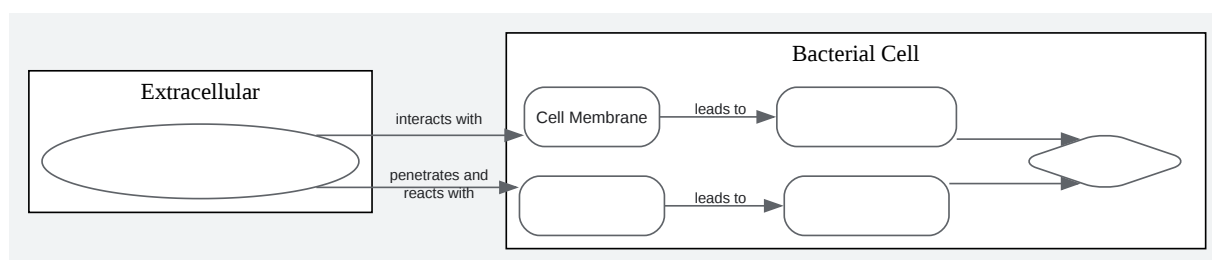 Bacterial Cell
Extracellular
interacts with
Cell Membrane
leads to
penetrates and
reacts with
leads to